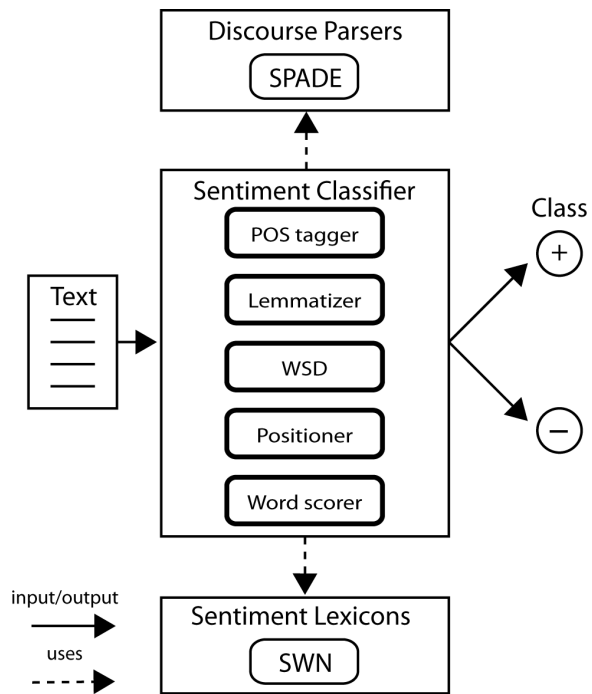 Discourse Parsers
SPADE
Sentiment Classifier
POS tagger
Lemmatizer
WSD
Positioner
Word scorer
Text
Class
+
−
input/output
uses
Sentiment Lexicons
SWN